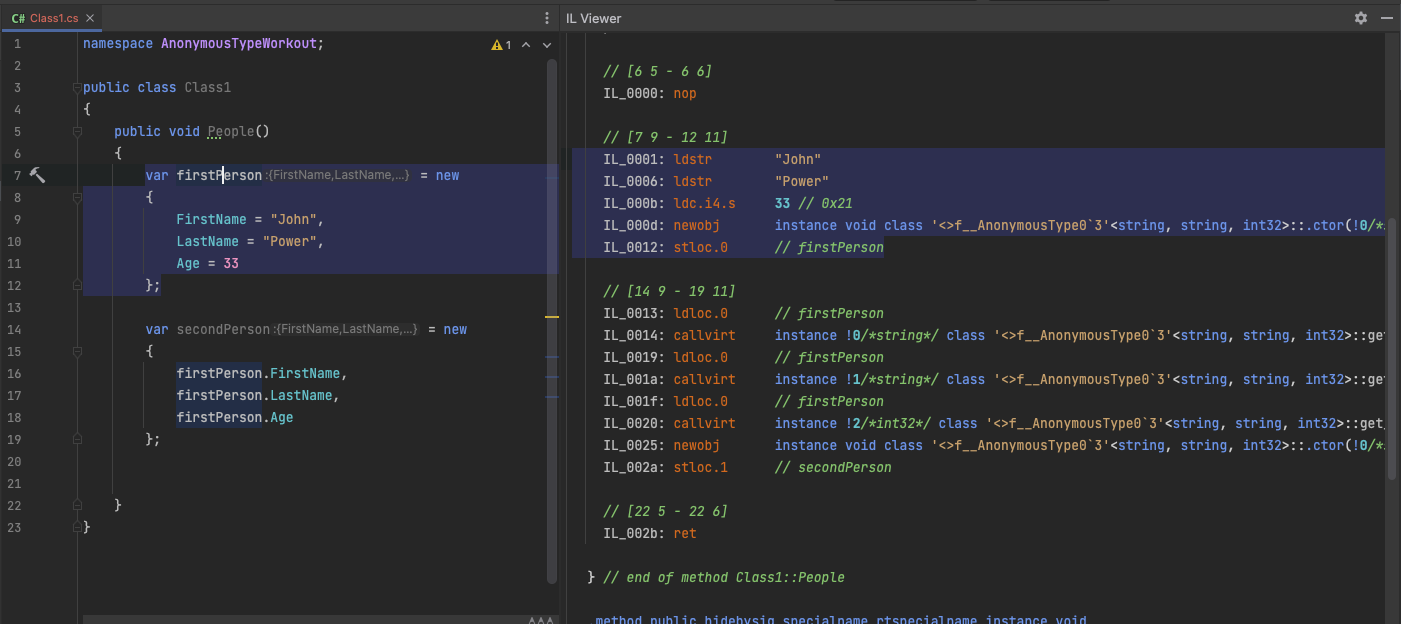 C# Class1.cs
1 namespace AnonymousTypeWorkout;
1
2
3 public class Class1
4 {
5 public void People()
6 {
7 var firstPerson :{FirstName,LastName,...} = new
8 {
9 FirstName = "John",
10 LastName = "Power",
11 Age = 33
12 };
13
14 var secondPerson :{FirstName,LastName,...} = new
15 {
16 firstPerson.FirstName,
17 firstPerson.LastName,
18 firstPerson.Age
19 };
20
21
22 }
23 }
IL Viewer
// [6 5 - 6 6]
IL_0000: nop
// [7 9 - 12 11]
IL_0001: ldstr "John"
IL_0006: ldstr "Power"
IL_000b: ldc.i4.s 33 // 0x21
IL_000d: newobj instance void class '<>f__AnonymousType0`3'<string, string, int32>::.ctor(!0/*
IL_0012: stloc.0 // firstPerson
// [14 9 - 19 11]
IL_0013: ldloc.0 // firstPerson
IL_0014: callvirt instance !0/*string*/ class '<>f__AnonymousType0`3'<string, string, int32>::get
IL_0019: ldloc.0 // firstPerson
IL_001a: callvirt instance !1/*string*/ class '<>f__AnonymousType0`3'<string, string, int32>::get
IL_001f: ldloc.0 // firstPerson
IL_0020: callvirt instance !2/*int32*/ class '<>f__AnonymousType0`3'<string, string, int32>::get_
IL_0025: newobj instance void class '<>f__AnonymousType0`3'<string, string, int32>::.ctor(!0/*
IL_002a: stloc.1 // secondPerson
// [22 5 - 22 6]
IL_002b: ret
} // end of method Class1::People
.method public hidebysig specialname rtspecialname instance void